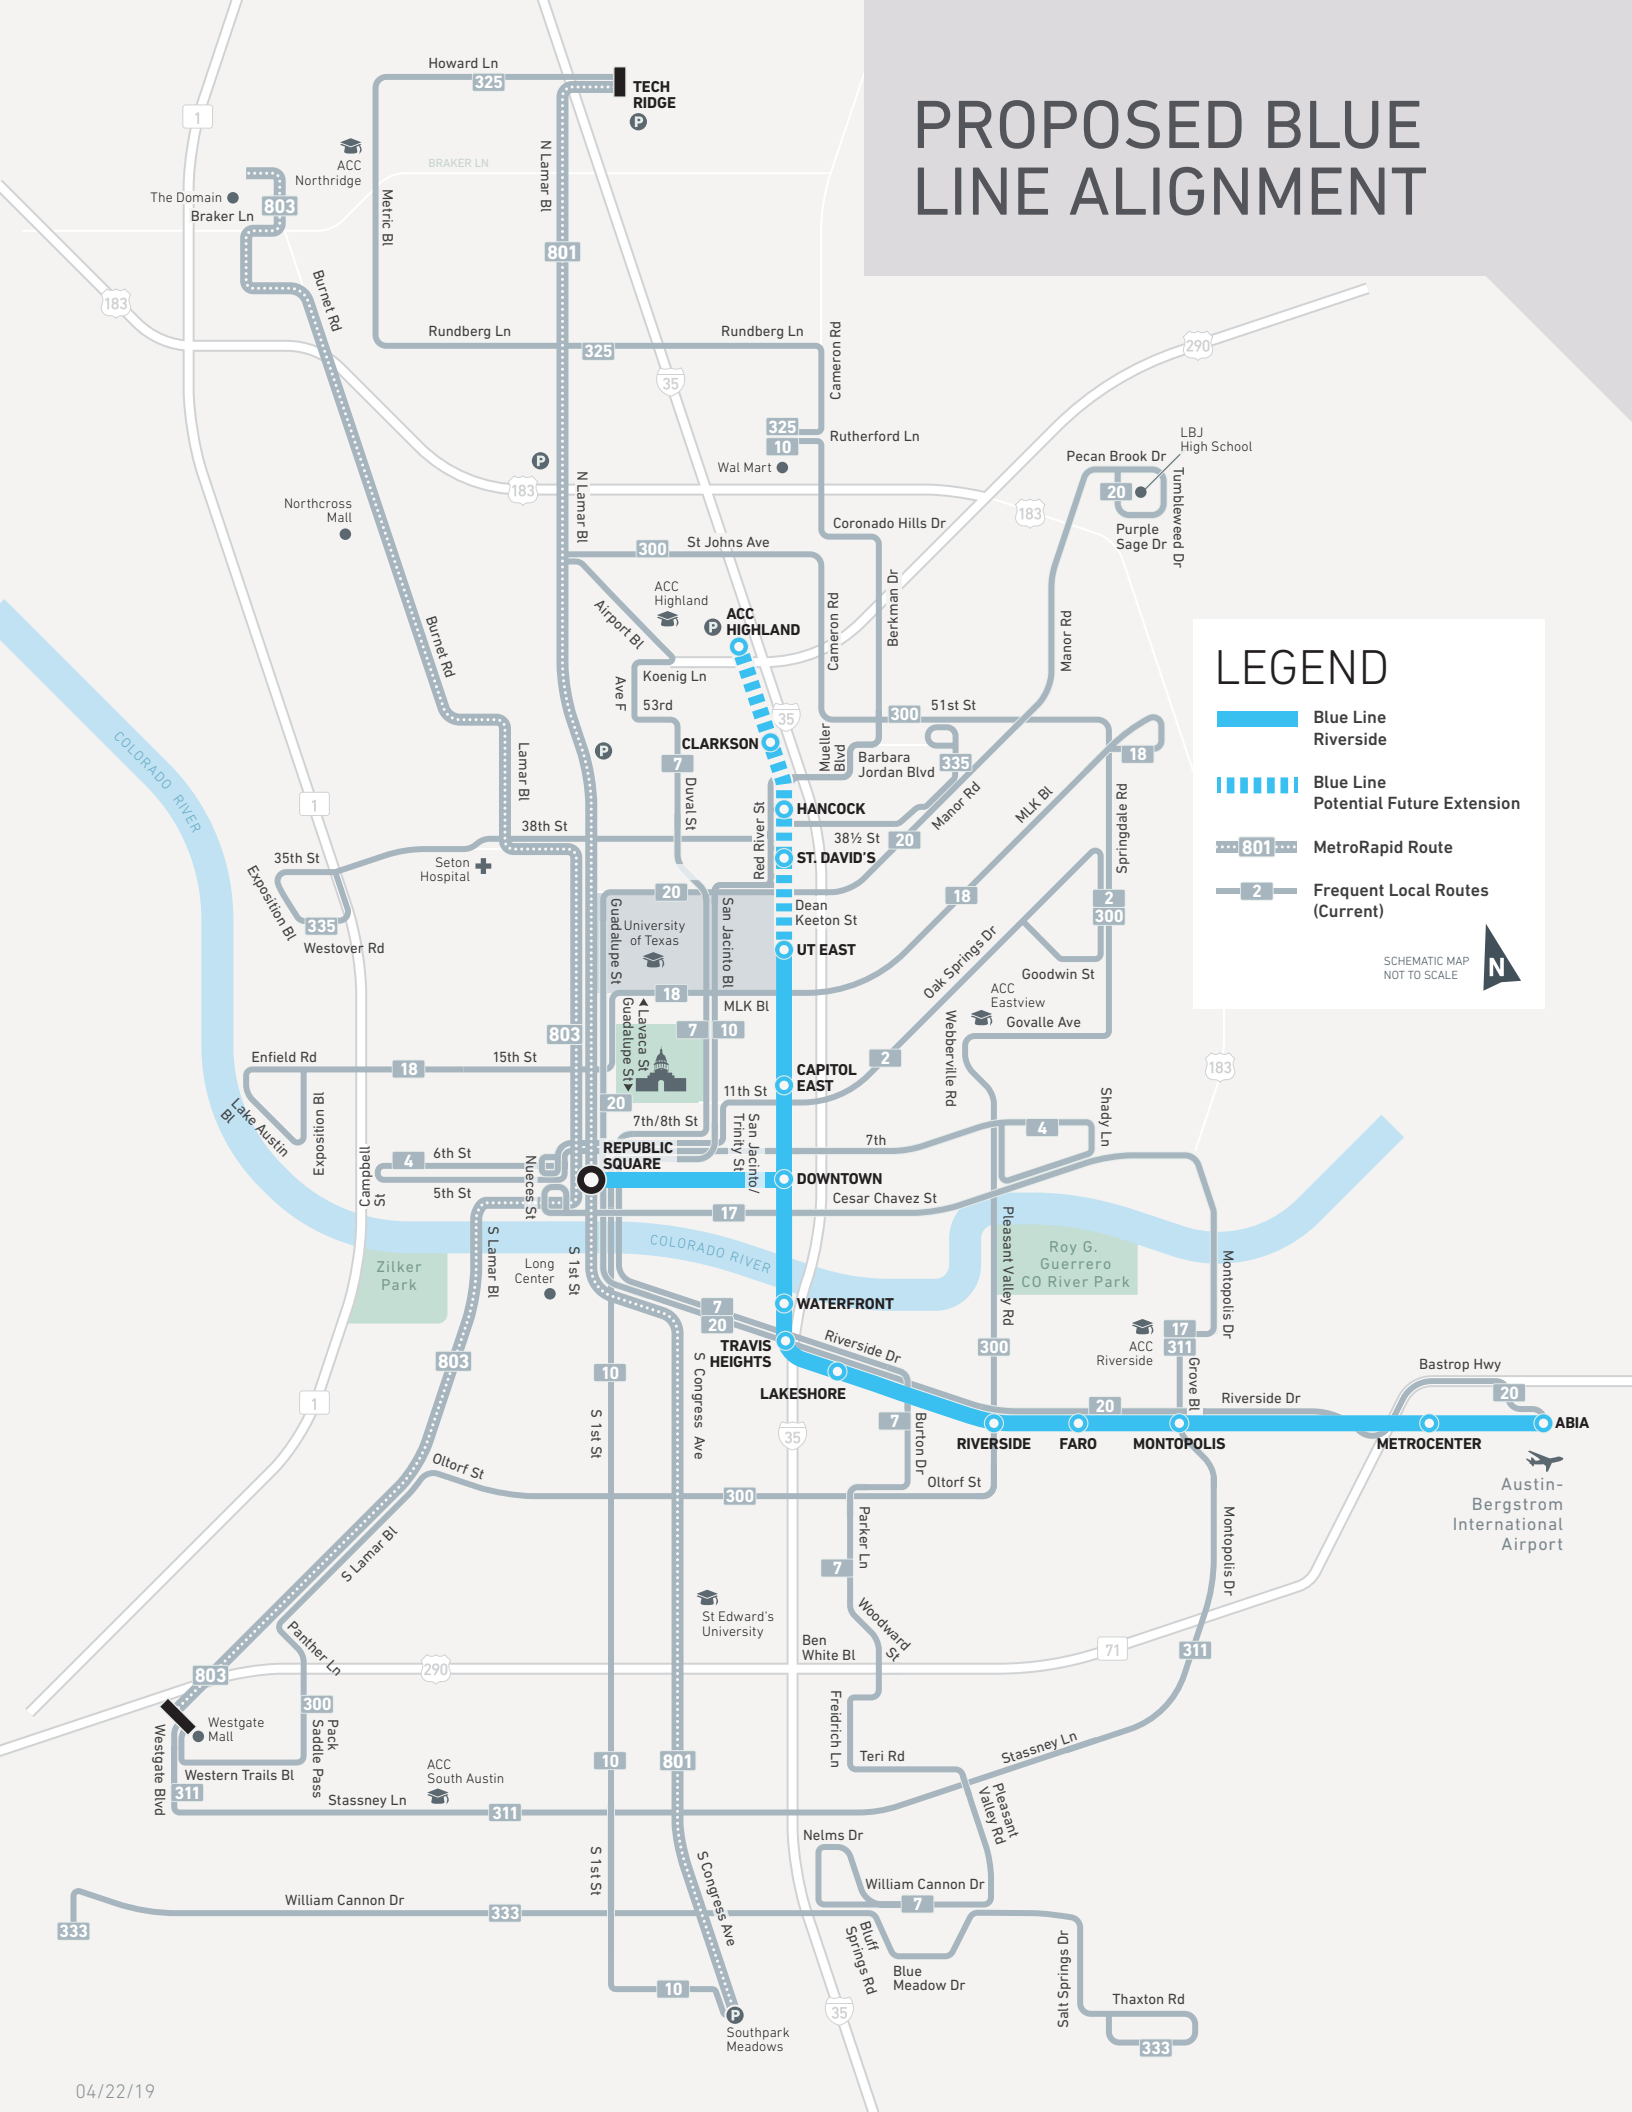 PROPOSED BLUE
LINE ALIGNMENT
Howard Ln
325
TECH
RIDGE
P
1
N Lamar Bl
ACC
Northridge
BRAKER LN
The Domain
803
Braker Ln
Metric Bl
801
183
Burnet Rd
Rundberg Ln
Rundberg Ln
325
Cameron Rd
290
35
325
10
Rutherford Ln
Wal Mart
LBJ
High School
Pecan Brook Dr
20
Tumbleweed Dr
Purple
Sage Dr
P
N Lamar Bl
183
183
Northcross
Mall
Coronado Hills Dr
300
St Johns Ave
ACC
Highland
Airport Bl
P
ACC
HIGHLAND
Cameron Rd
Berkman Dr
Manor Rd
Burnet Rd
Koenig Ln
Ave F
53rd
LEGEND
Blue Line
Riverside
Blue Line
Potential Future Extension
801
MetroRapid Route
2
Frequent Local Routes
(Current)
SCHEMATIC MAP
NOT TO SCALE
N
COLORADO RIVER
Lamar Bl
P
7
Duval St
CLARKSON
35
Mueller
Blvd
300
51st St
Barbara
Jordan Blvd
335
Manor Rd
MLK Bl
18
Springdale Rd
1
38th St
Red River St
HANCOCK
38½ St
20
35th St
Seton
Hospital
ST. DAVID'S
Exposition Bl
335
Westover Rd
20
Guadalupe St
University
of Texas
San Jacinto Bl
Dean
Keeton St
18
2
300
UT EAST
Oak Springs Dr
Goodwin St
18
MLK Bl
ACC
Eastview
Govalle Ave
Webberville Rd
803
Guadalupe St
Lavaca St
7
10
183
Enfield Rd
18
15th St
2
CAPITOL
EAST
11th St
20
Lake Austin
Bl
Exposition Bl
7th/8th St
San Jacinto/
Trinity St
7th
4
Shady Ln
REPUBLIC
SQUARE
4
6th St
Campbell
St
5th St
Nueces St
DOWNTOWN
Cesar Chavez St
17
S Lamar Bl
S 1st St
COLORADO RIVER
Zilker
Park
Long
Center
Pleasant Valley Rd
Roy G.
Guerrero
CO River Park
Montopolis Dr
WATERFRONT
7
20
TRAVIS
HEIGHTS
Riverside Dr
LAKESHORE
300
ACC
Riverside
17
311
Grove Bl
803
10
S Congress Ave
1
S 1st St
35
7
Burton Dr
20
Riverside Dr
Bastrop Hwy
20
RIVERSIDE
FARO
MONTOPOLIS
METROCENTER
ABIA
Austin-
Bergstrom
International
Airport
Oltorf St
300
Oltorf St
Parker Ln
7
Montopolis Dr
S Lamar Bl
St Edward's
University
Woodward
St
Panther Ln
Ben
White Bl
71
311
803
290
300
Pack
Saddle Pass
Westgate
Mall
Westgate Blvd
Western Trails Bl
311
Freidrich Ln
Teri Rd
Stassney Ln
ACC
South Austin
10
801
Stassney Ln
311
Pleasant
Valley Rd
Nelms Dr
S 1st St
S Congress Ave
William Cannon Dr
7
William Cannon Dr
333
333
Bluff
Springs Rd
Blue
Meadow Dr
Salt Springs Dr
10
P
Southpark
Meadows
35
Thaxton Rd
333
04/22/19